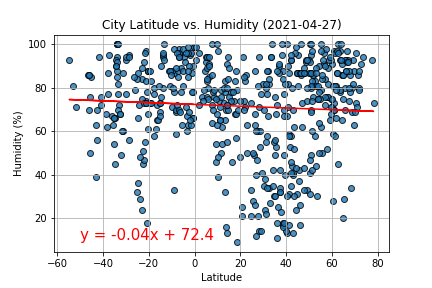 City Latitude vs. Humidity (2021-04-27)
100
80
60
40
20
Humidity (%)
y = -0.04x + 72.4
−60 −40 −20 0 20 40 60 80
Latitude